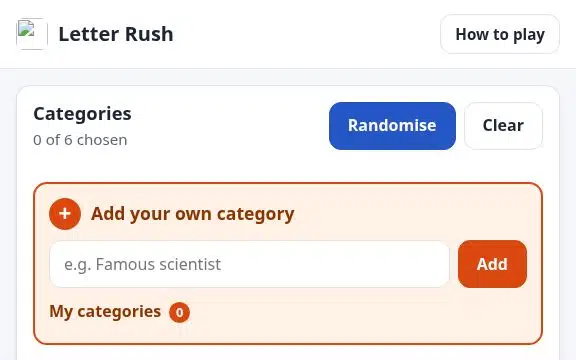 Letter Rush
How to play
Categories
0 of 6 chosen
Randomise
Clear
+ Add your own category
e.g. Famous scientist
Add
My categories 0